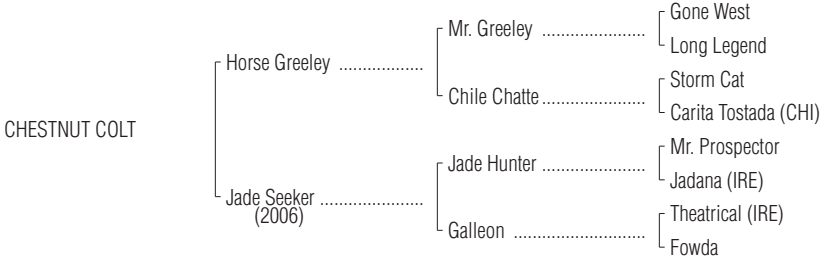 Gone West
Mr. Greeley ......................
Long Legend
Horse Greeley ..................
Storm Cat
Chile Chatte ......................
Carita Tostada (CHI)
CHESTNUT COLT
Mr. Prospector
Jade Hunter ......................
Jadana (IRE)
Jade Seeker ......................
(2006)
Theatrical (IRE)
Galleon ............................
Fowda